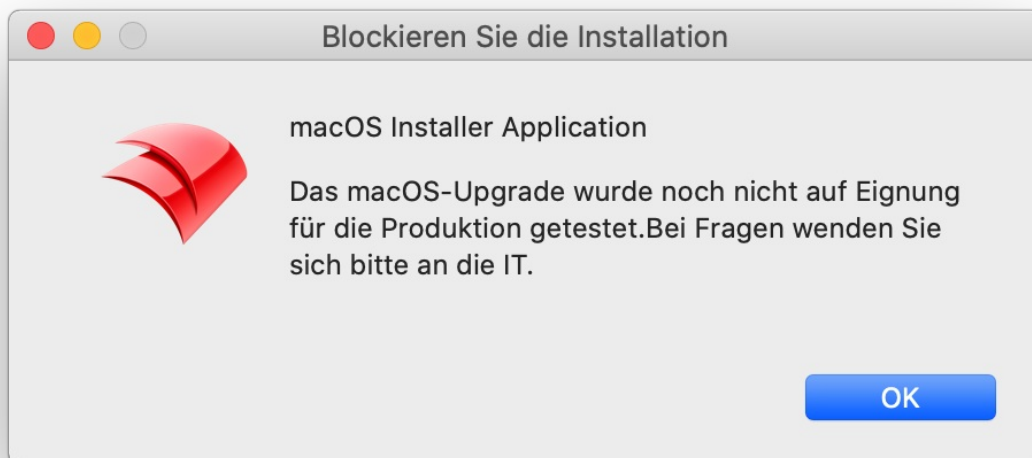 Blockieren Sie die Installation
macOS Installer Application
Das macOS-Upgrade wurde noch nicht auf Eignung
für die Produktion getestet.Bei Fragen wenden Sie
sich bitte an die IT.
OK